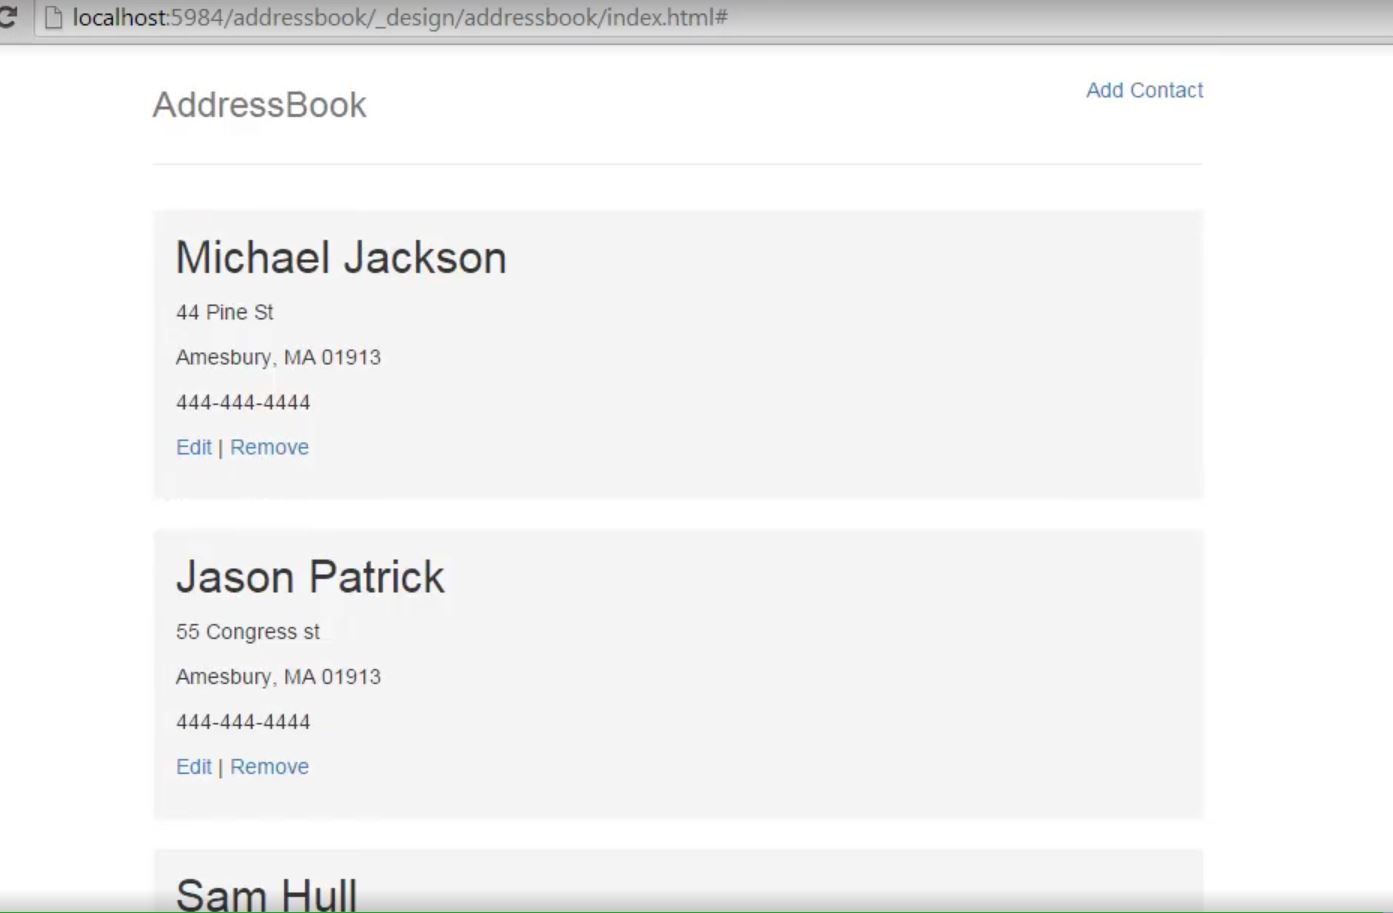 localhost:5984/addressbook/_design/addressbook/index.html#
AddressBook
Add Contact
Michael Jackson
44 Pine St
Amesbury, MA 01913
444-444-4444
Edit | Remove
Jason Patrick
55 Congress st
Amesbury, MA 01913
444-444-4444
Edit | Remove
Sam Hull